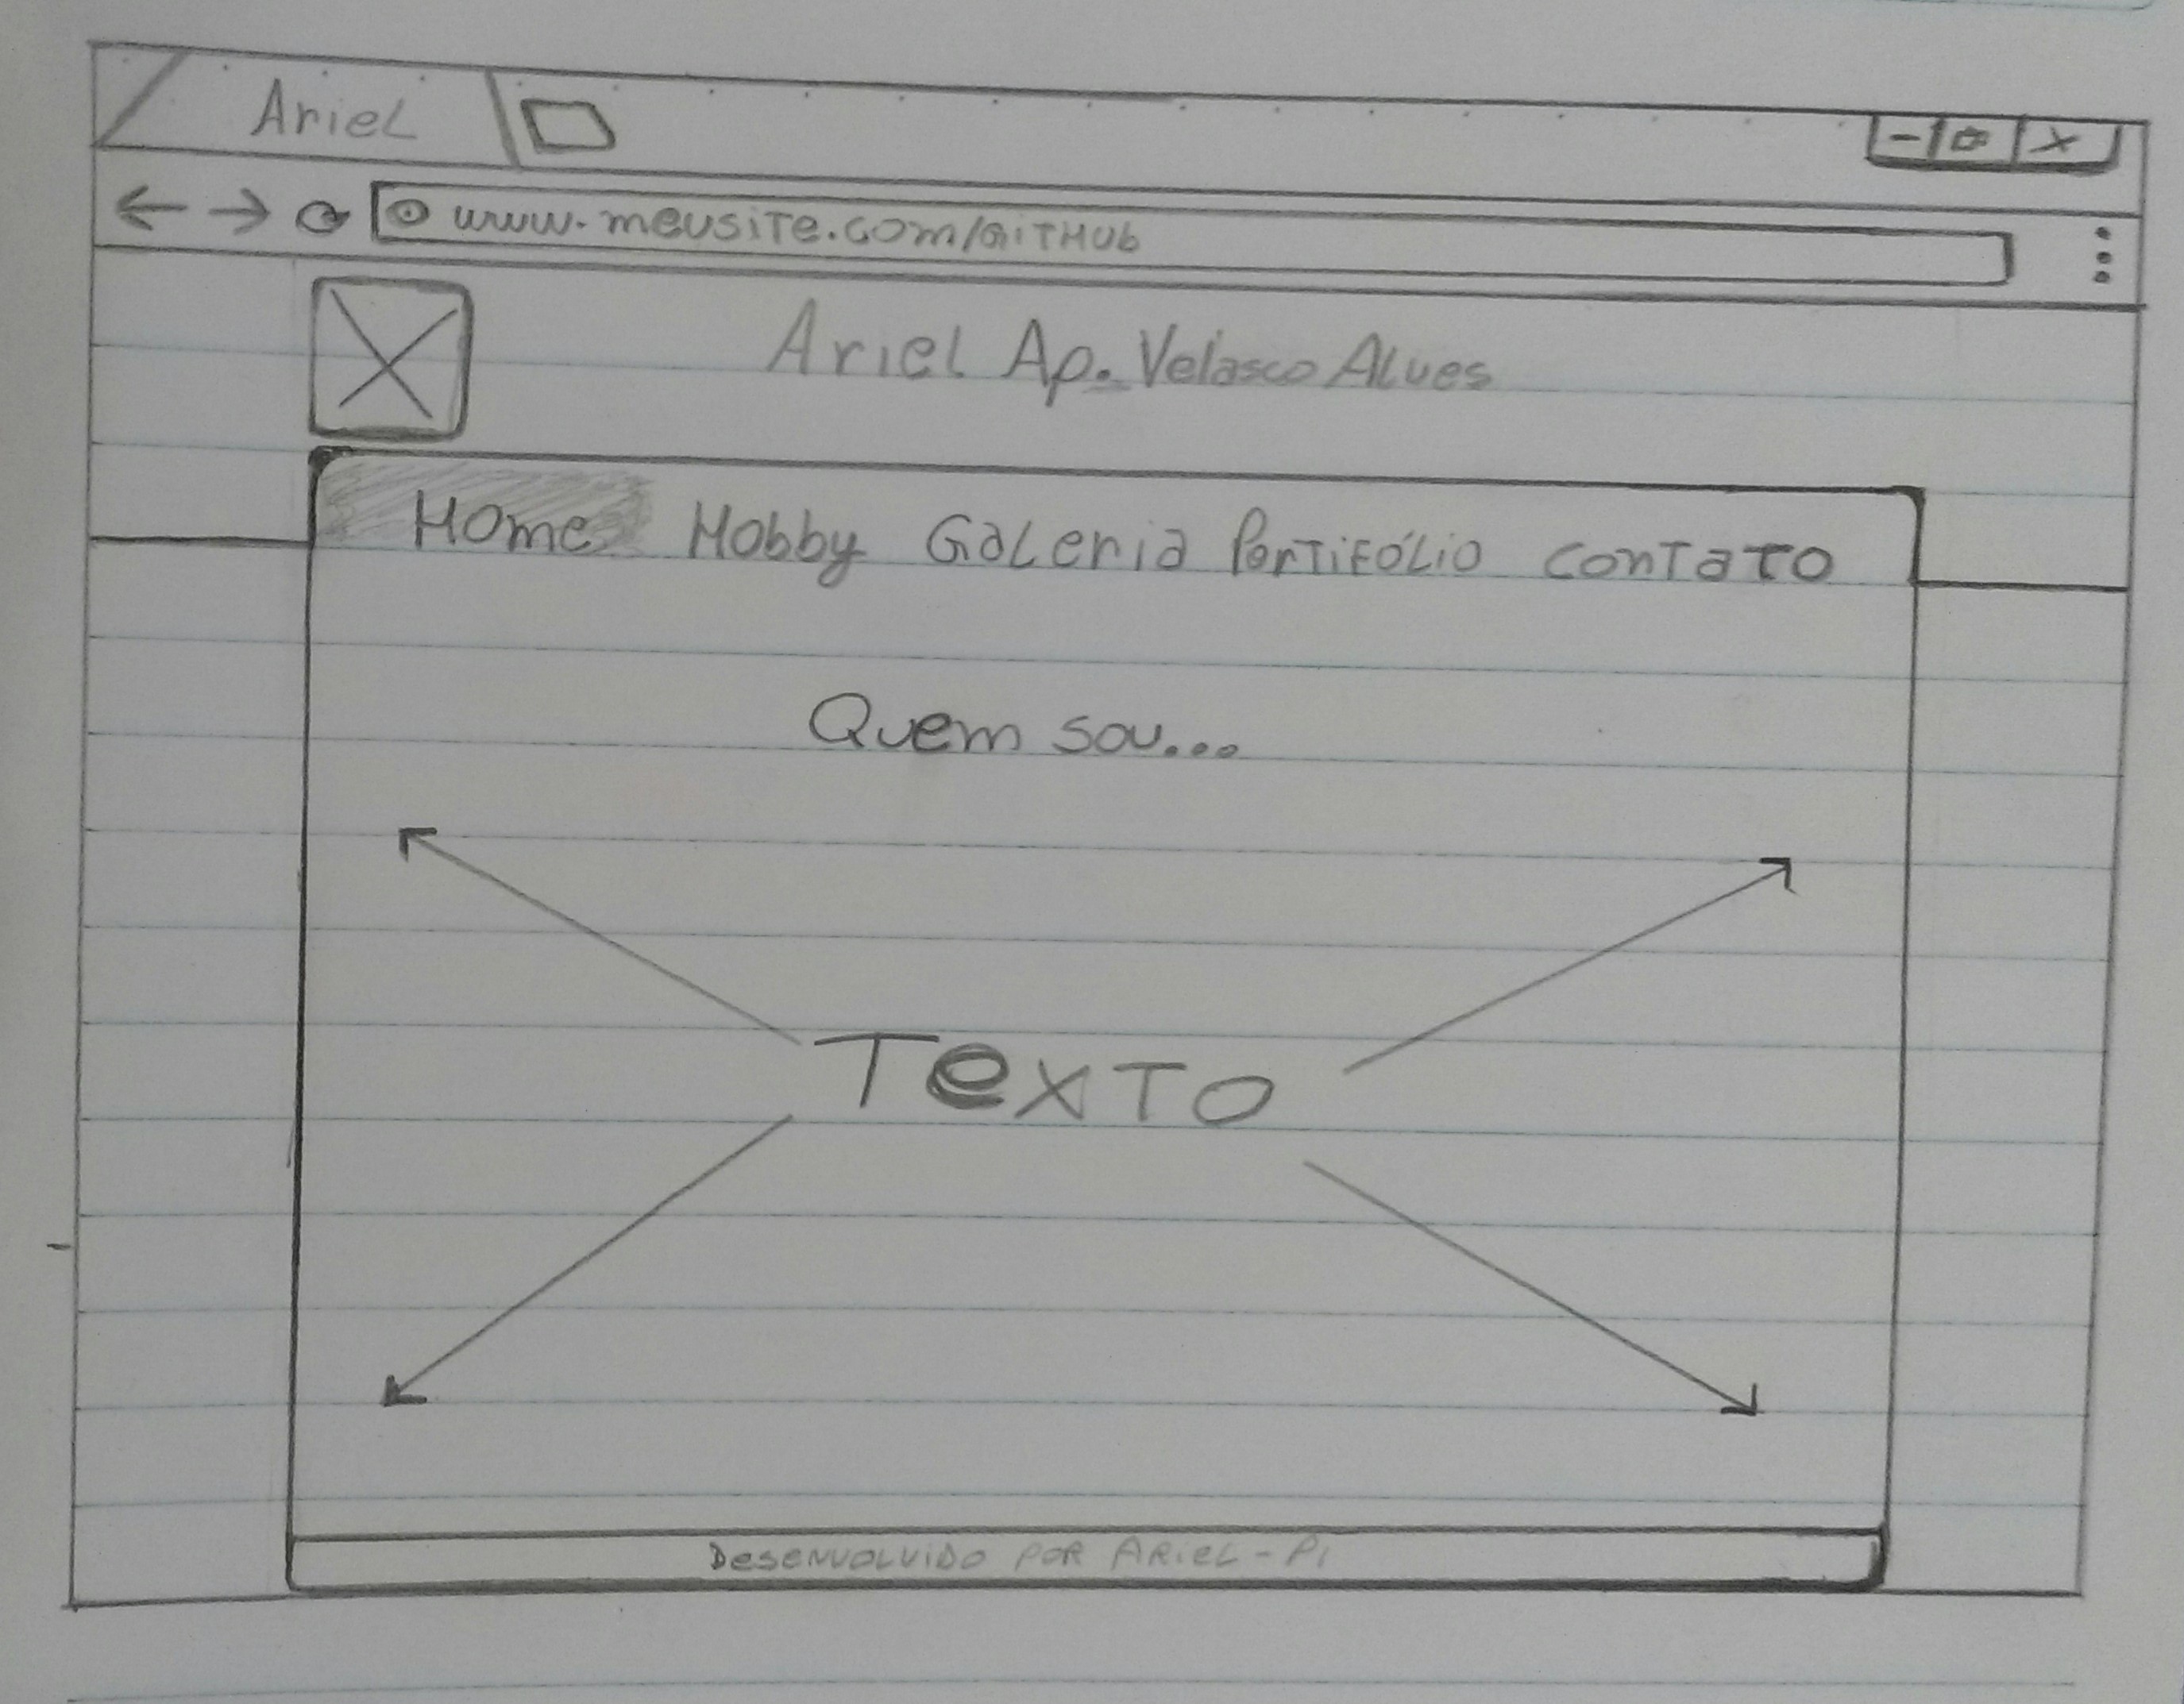 Ariel
www.meusite.com/GitHub
Ariel Ap. Velasco Alves
Home Hobby Galeria Portifólio Contato
Quem sou...
Texto
Desenvolvido por Ariel - PI